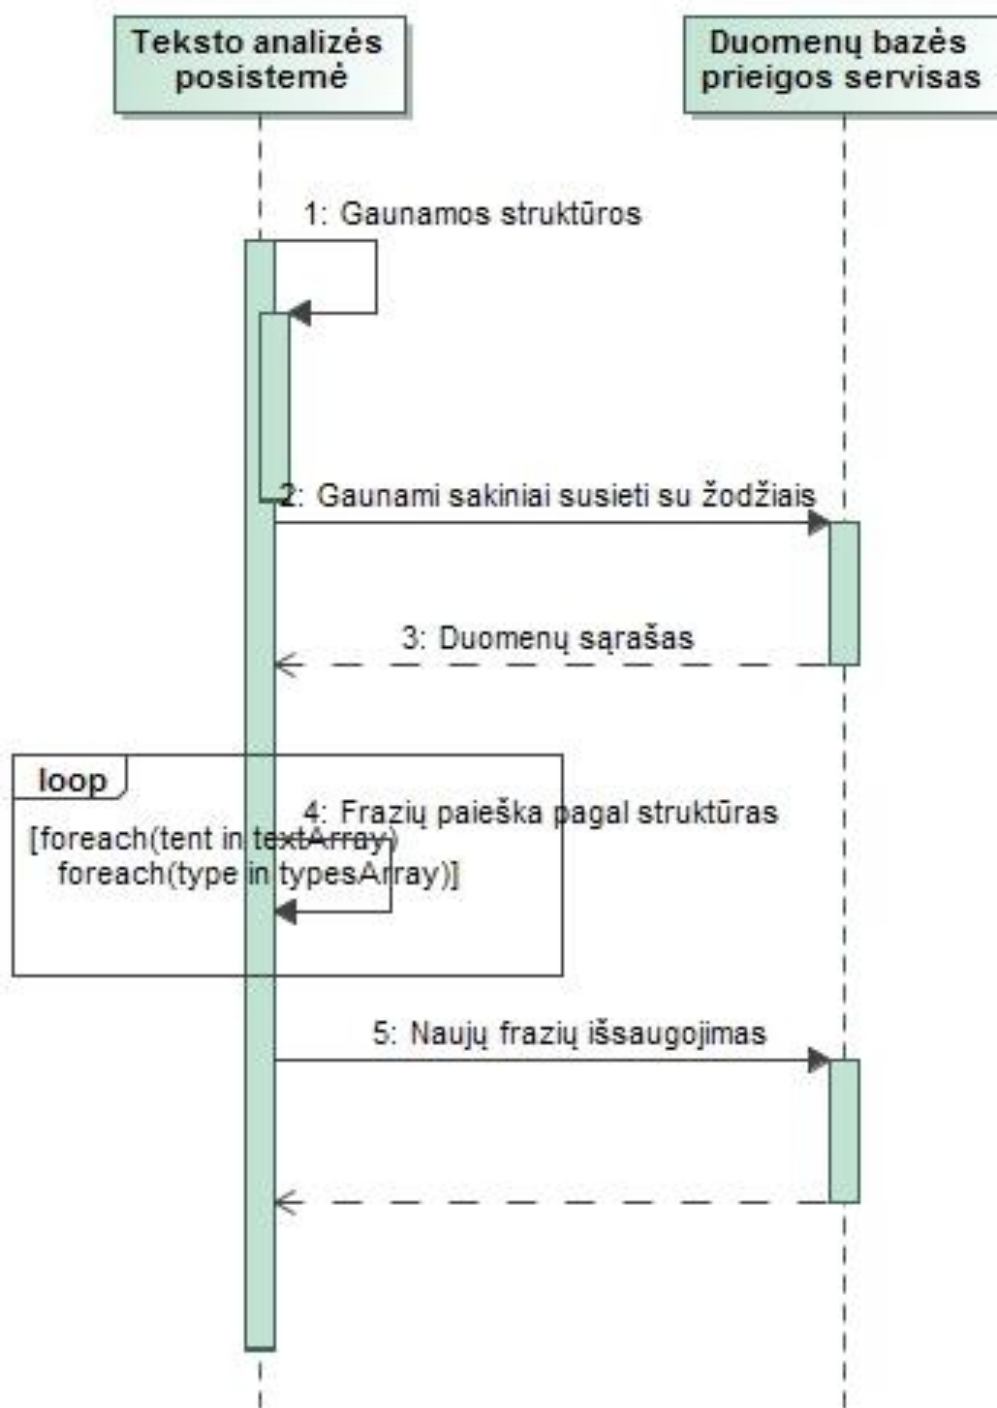 Teksto analizės
posistemė
Duomenų bazės
prieigos servisas
1: Gaunamos struktūros
2: Gaunami sakiniai susieti su žodžiais
3: Duomenų sąrašas
loop
4: Frazių paieška pagal struktūras
[foreach(tent in textArray)
foreach(type in typesArray)]
5: Naujų frazių išsaugojimas